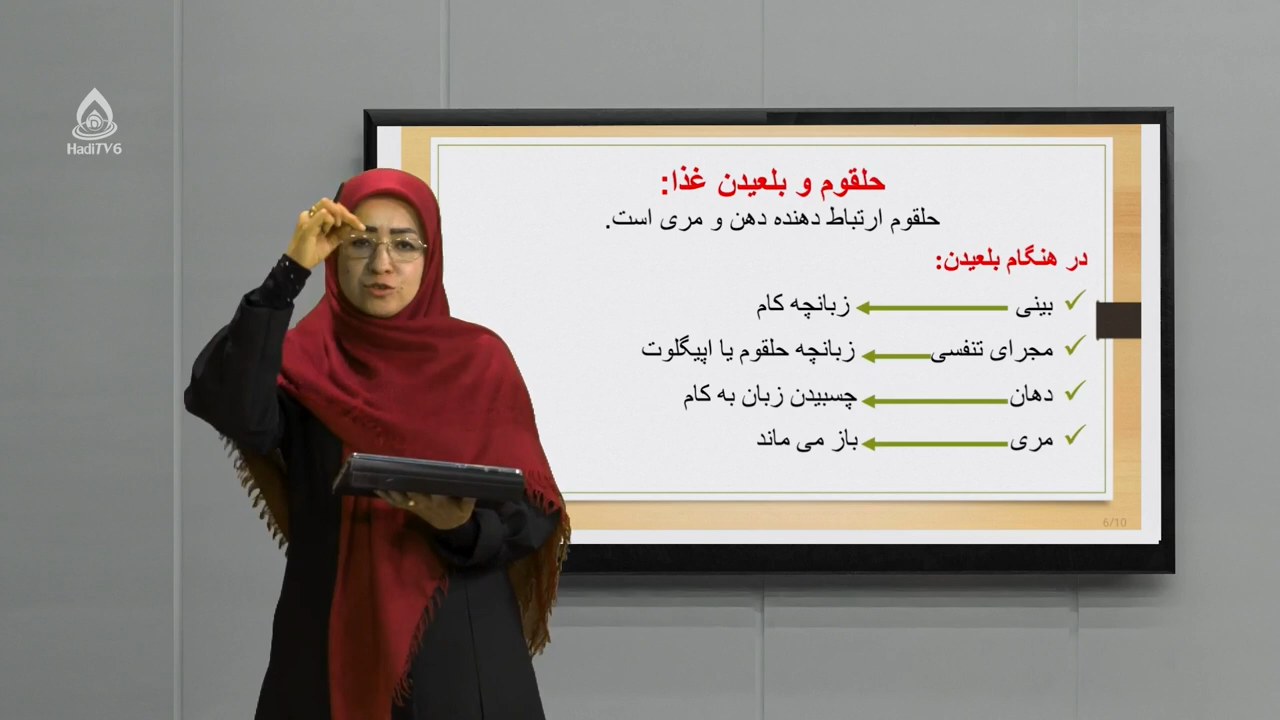 HadiTV6
حلقوم و بلعیدن غذا:
حلقوم ارتباط دهنده دهن و مری است.
در هنگام بلعیدن:
بینی زبانچه کام
مجرای تنفسی زبانچه حلقوم یا اپیگلوت
دهان چسبیدن زبان به کام
مری باز می ماند
6/10